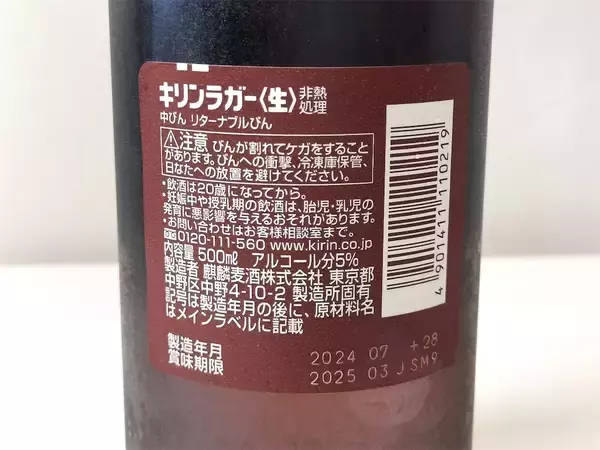 キリンラガー〈生〉非熱処理
中びん リターナブルびん
⚠注意 びんが割れてケガをすること
があります。びんへの衝撃、冷凍庫保管、
日なたへの放置を避けてください。
・飲酒は20歳になってから。
・妊娠中や授乳期の飲酒は、胎児・乳児の
発育に悪影響を与えるおそれがあります。
・お問い合わせはお客様相談室まで。
0120-111-560 www.kirin.co.jp
内容量 500ml アルコール分5%
製造者 麒麟麦酒株式会社 東京都
中野区中野4-10-2 製造所固有
記号は製造年月の後に、原材料名
はメインラベルに記載
製造年月 2024 07 +28
賞味期限 2025 03 JSM9
4901411110219